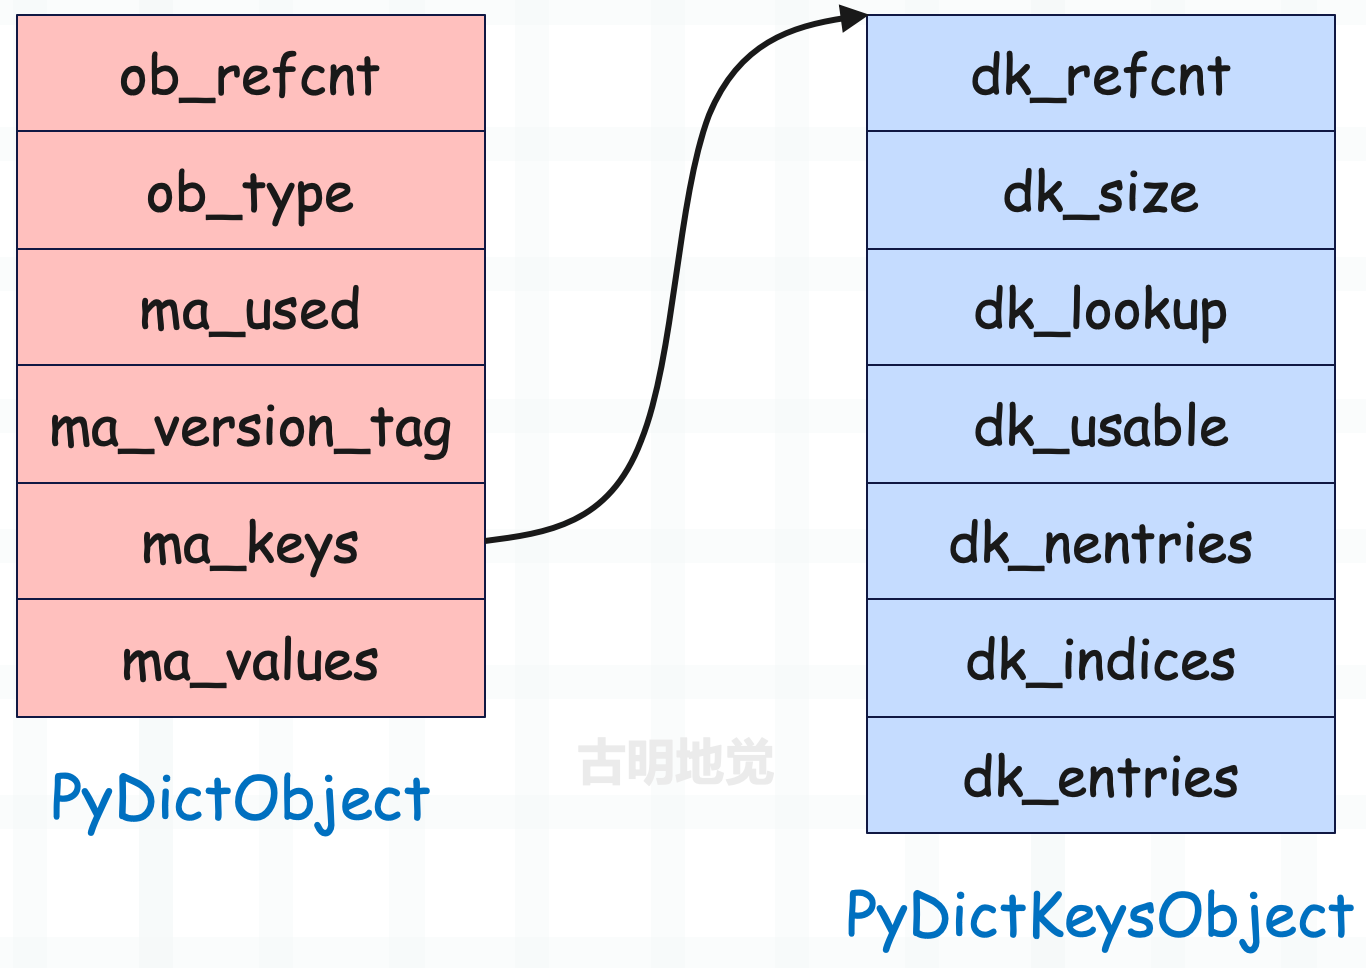 ob_refcnt
ob_type
ma_used
ma_version_tag
ma_keys
ma_values
PyDictObject
dk_refcnt
dk_size
dk_lookup
dk_usable
dk_nentries
dk_indices
dk_entries
PyDictKeysObject
古明地觉